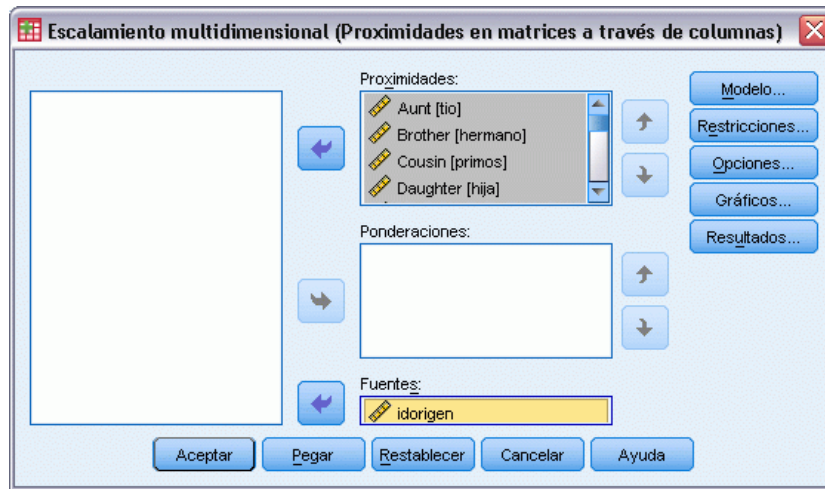 Escalamiento multidimensional (Proximidades en matrices a través de columnas)
Proximidades:
Aunt [tio]
Brother [hermano]
Cousin [primos]
Daughter [hija]
Ponderaciones:
Fuentes:
idorigen
Modelo...
Restricciones...
Opciones...
Gráficos...
Resultados...
Aceptar
Pegar
Restablecer
Cancelar
Ayuda